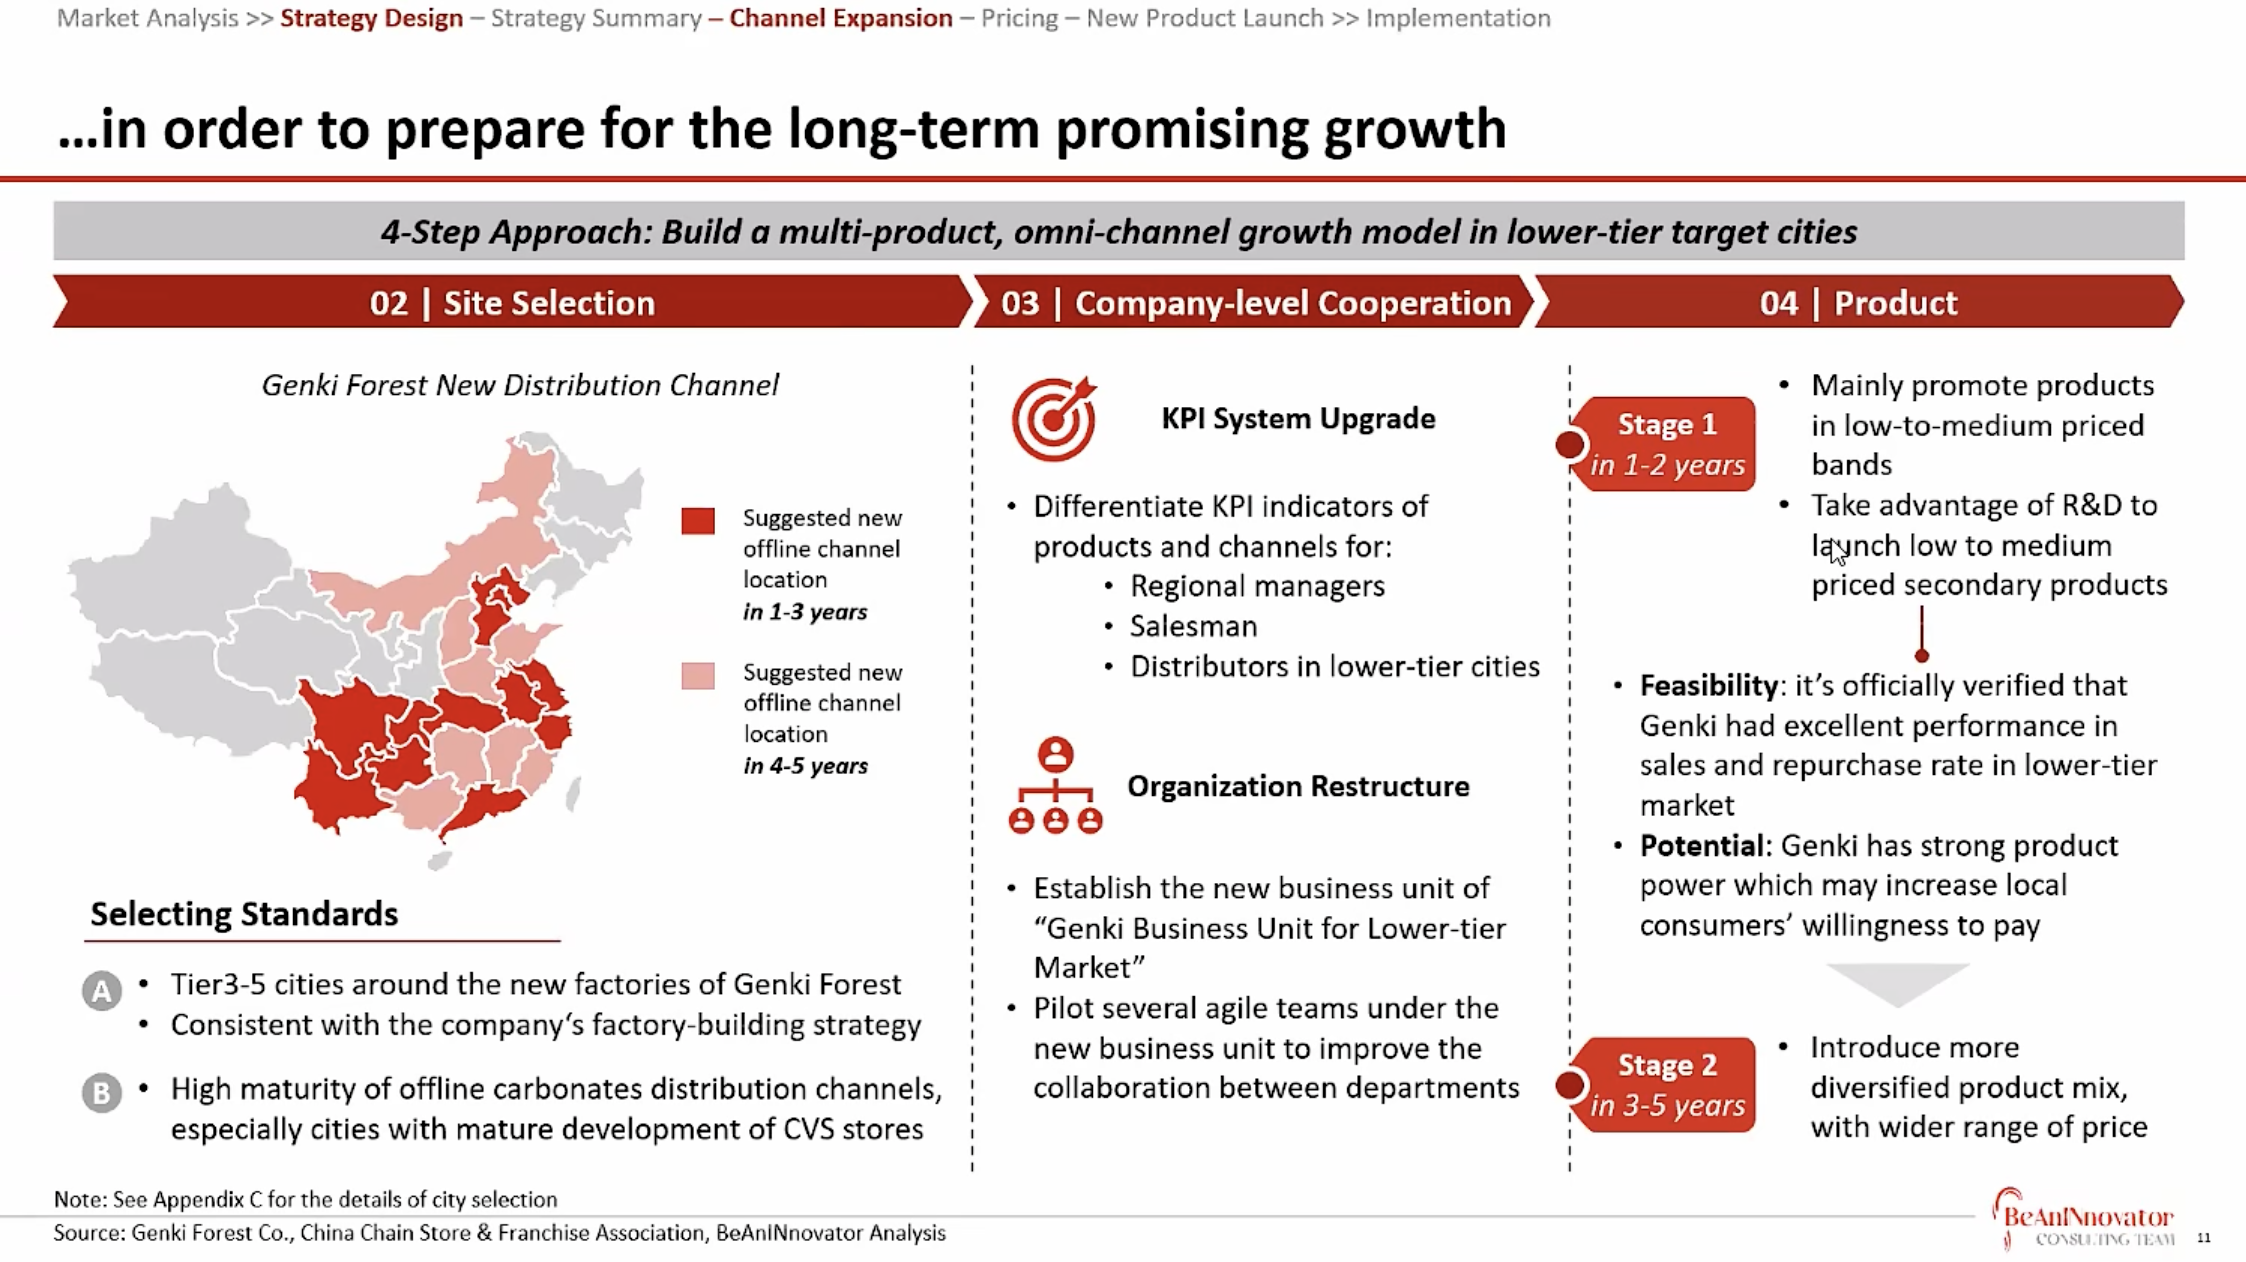 Market Analysis >> Strategy Design – Strategy Summary – Channel Expansion – Pricing – New Product Launch >> Implementation
...in order to prepare for the long-term promising growth
4-Step Approach: Build a multi-product, omni-channel growth model in lower-tier target cities
02 | Site Selection
Genki Forest New Distribution Channel
Suggested new
offline channel
location
in 1-3 years
Suggested new
offline channel
location
in 4-5 years
Selecting Standards
A
• Tier3-5 cities around the new factories of Genki Forest
• Consistent with the company‘s factory-building strategy
B
• High maturity of offline carbonates distribution channels,
especially cities with mature development of CVS stores
03 | Company-level Cooperation
KPI System Upgrade
• Differentiate KPI indicators of
products and channels for:
• Regional managers
• Salesman
• Distributors in lower-tier cities
Organization Restructure
• Establish the new business unit of
“Genki Business Unit for Lower-tier
Market”
• Pilot several agile teams under the
new business unit to improve the
collaboration between departments
04 | Product
Stage 1
in 1-2 years
• Mainly promote products
in low-to-medium priced
bands
• Take advantage of R&D to
launch low to medium
priced secondary products
• Feasibility: it’s officially verified that
Genki had excellent performance in
sales and repurchase rate in lower-tier
market
• Potential: Genki has strong product
power which may increase local
consumers’ willingness to pay
Stage 2
in 3-5 years
• Introduce more
diversified product mix,
with wider range of price
Note: See Appendix C for the details of city selection
Source: Genki Forest Co., China Chain Store & Franchise Association, BeAnINnovator Analysis
BeAnINnovator
CONSULTING TEAM
11